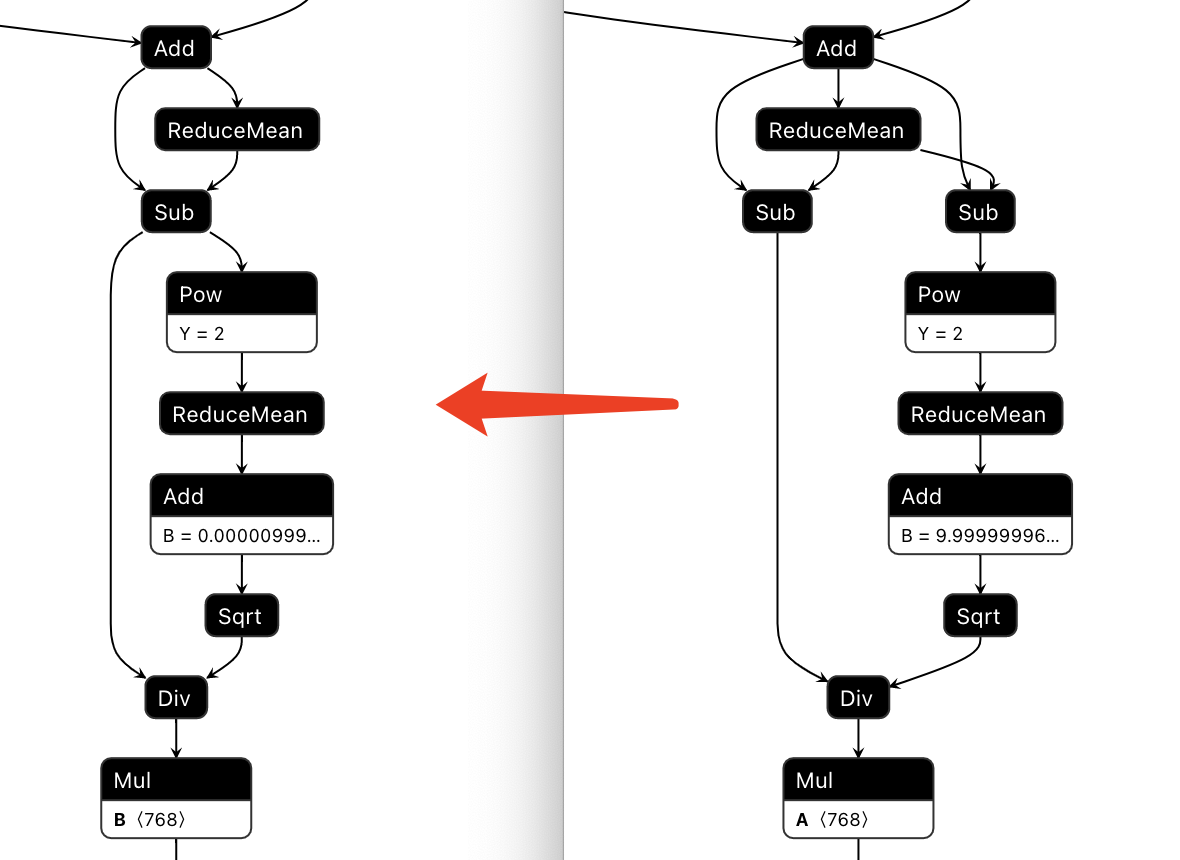 Add
ReduceMean
Sub
Pow
Y = 2
ReduceMean
Add
B = 0.00000999...
Sqrt
Div
Mul
B ⟨768⟩
Add
ReduceMean
Sub
Sub
Pow
Y = 2
ReduceMean
Add
B = 9.99999996...
Sqrt
Div
Mul
A ⟨768⟩